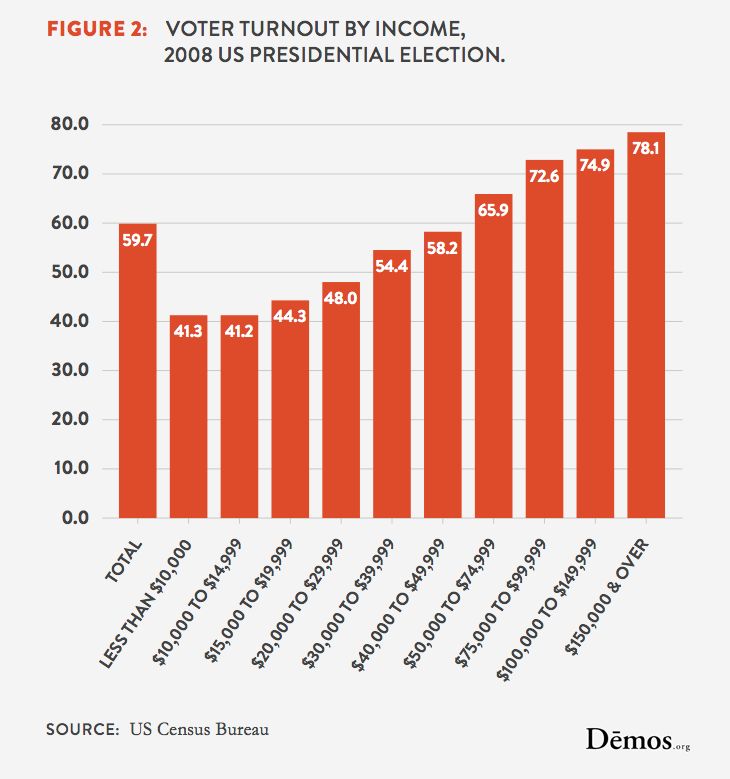 FIGURE 2: VOTER TURNOUT BY INCOME,
2008 US PRESIDENTIAL ELECTION.
80.0
70.0
60.0
50.0
40.0
30.0
20.0
10.0
0.0
59.7
41.3
41.2
44.3
48.0
54.4
58.2
65.9
72.6
74.9
78.1
TOTAL
LESS THAN $10,000
$10,000 TO $14,999
$15,000 TO $19,999
$20,000 TO $29,999
$30,000 TO $39,999
$40,000 TO $49,999
$50,000 TO $74,999
$75,000 TO $99,999
$100,000 TO $149,999
$150,000 & OVER
SOURCE: US Census Bureau
Dēmos.org